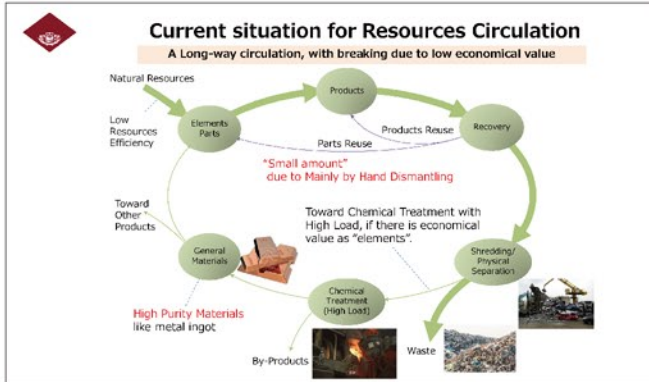 Current situation for Resources Circulation
A Long-way circulation, with breaking due to low economical value
Natural Resources
Products
Low
Resources
Efficiency
Elements
Parts
Products Reuse
Recovery
Parts Reuse
"Small amount"
due to Mainly by Hand Dismantling
Toward
Other
Products
Toward Chemical Treatment with
High Load, if there is economical
value as "elements".
General
Materials
Shredding/
Physical
Separation
High Purity Materials
like metal ingot
Chemical
Treatment
(High Load)
By-Products
Waste